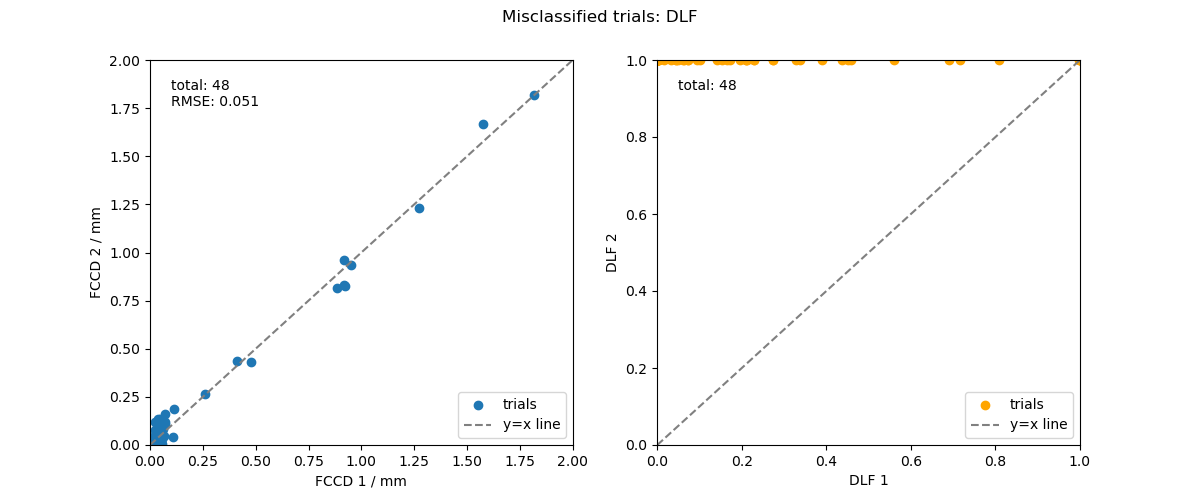 Misclassified trials: DLF
2.00
1.75
1.50
1.25
1.00
0.75
0.50
0.25
0.00
FCCD 2 / mm
total: 48
RMSE: 0.051
trials
y=x line
0.00 0.25 0.50 0.75 1.00 1.25 1.50 1.75 2.00
FCCD 1 / mm
1.0
0.8
0.6
0.4
0.2
0.0
DLF 2
total: 48
trials
y=x line
0.0 0.2 0.4 0.6 0.8 1.0
DLF 1